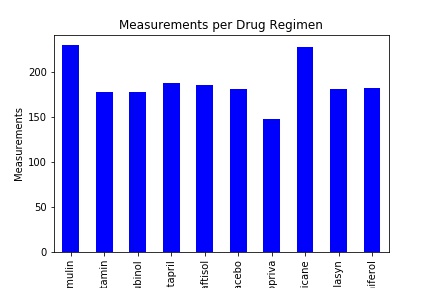 Measurements per Drug Regimen
Measurements
200
150
100
50
0
mulin
tamin
ubinol
tapril
aftisol
acebo
opriva
icane
lasyn
iferol